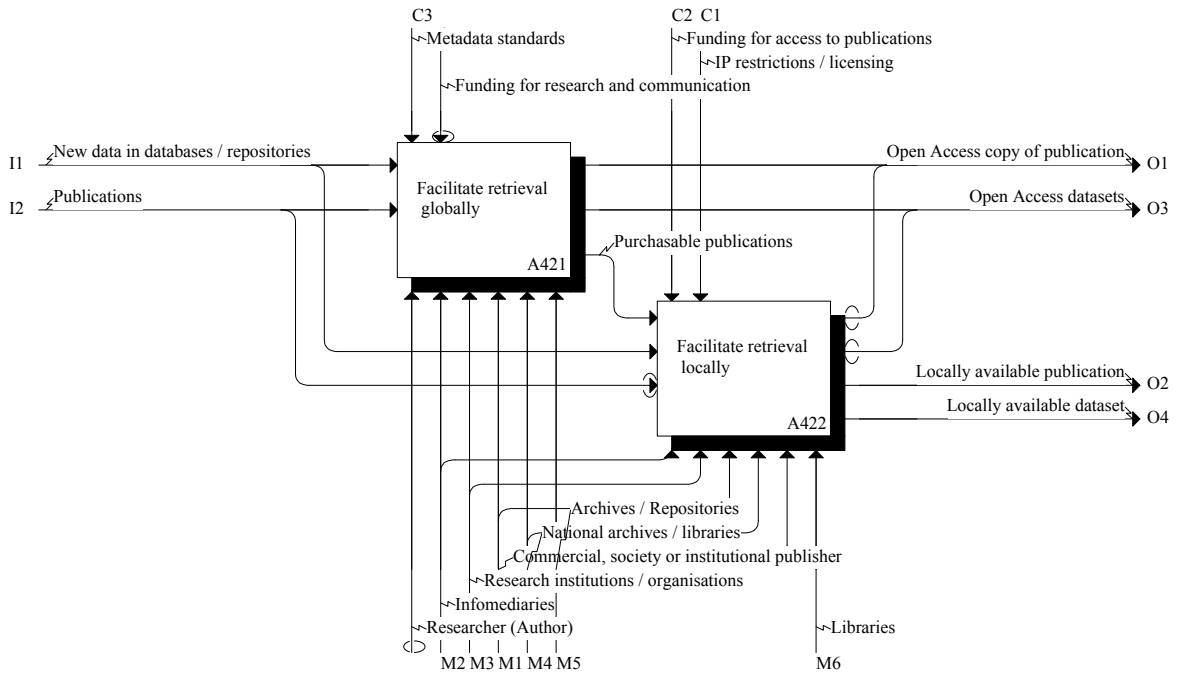 C3
C2 C1
Metadata standards
Funding for access to publications
IP restrictions / licensing
Funding for research and communication
I1
New data in databases / repositories
Open Access copy of publication
O1
I2
Publications
Facilitate retrieval
globally
Open Access datasets
O3
Purchasable publications
A421
Facilitate retrieval
locally
Locally available publication
O2
Locally available dataset
O4
A422
Archives / Repositories
National archives / libraries
Commercial, society or institutional publisher
Research institutions / organisations
Infomediaries
Researcher (Author)
Libraries
M2 M3 M1 M4 M5
M6